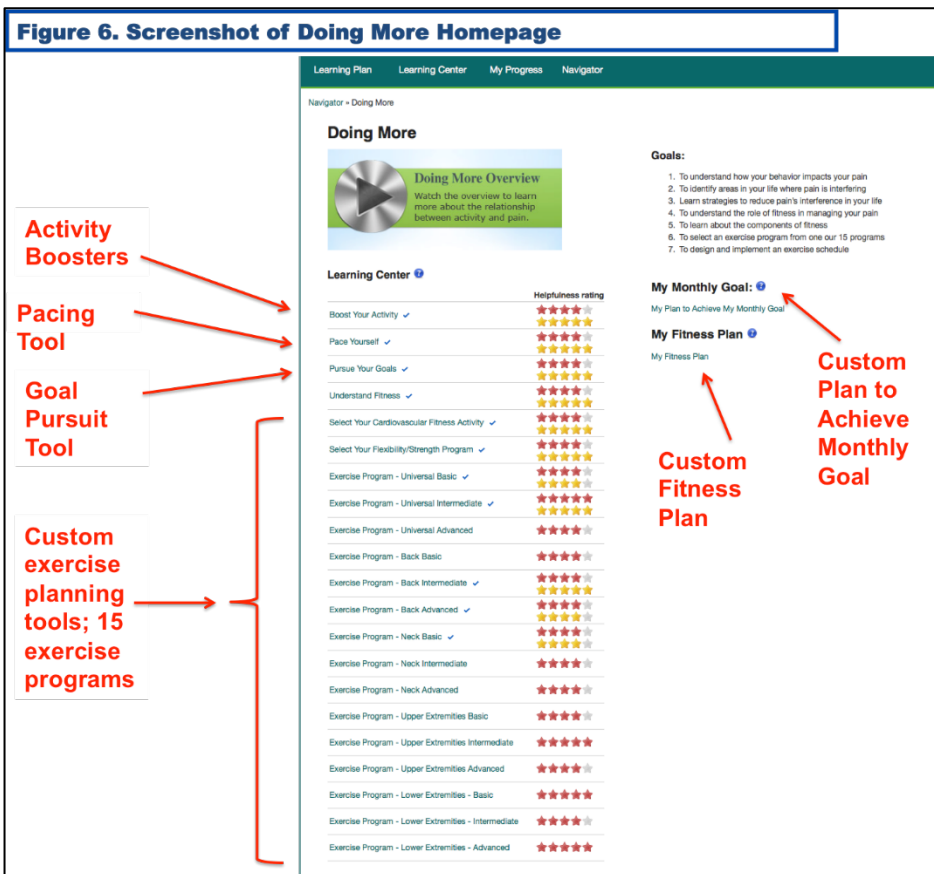 Figure 6. Screenshot of Doing More Homepage
Learning Plan Learning Center My Progress Navigator
Navigator » Doing More
Doing More
Doing More Overview
Watch the overview to learn
more about the relationship
between activity and pain.
Goals:
1. To understand how your behavior impacts your pain
2. To identify areas in your life where pain is interfering
3. Learn strategies to reduce pain's interference in your life
4. To understand the role of fitness in managing your pain
5. To learn about the components of fitness
6. To select an exercise program from one our 15 programs
7. To design and implement an exercise schedule
Activity
Boosters
Pacing
Tool
Goal
Pursuit
Tool
Custom
exercise
planning
tools; 15
exercise
programs
Learning Center ?
Helpfulness rating
Boost Your Activity ✓
Pace Yourself ✓
Pursue Your Goals ✓
Understand Fitness ✓
Select Your Cardiovascular Fitness Activity ✓
Select Your Flexibility/Strength Program ✓
Exercise Program - Universal Basic ✓
Exercise Program - Universal Intermediate ✓
Exercise Program - Universal Advanced
Exercise Program - Back Basic
Exercise Program - Back Intermediate ✓
Exercise Program - Back Advanced ✓
Exercise Program - Neck Basic ✓
Exercise Program - Neck Intermediate
Exercise Program - Neck Advanced
Exercise Program - Upper Extremities Basic
Exercise Program - Upper Extremities Intermediate
Exercise Program - Upper Extremities Advanced
Exercise Program - Lower Extremities - Basic
Exercise Program - Lower Extremities - Intermediate
Exercise Program - Lower Extremities - Advanced
My Monthly Goal: ?
My Plan to Achieve My Monthly Goal
My Fitness Plan ?
My Fitness Plan
Custom
Fitness
Plan
Custom
Plan to
Achieve
Monthly
Goal